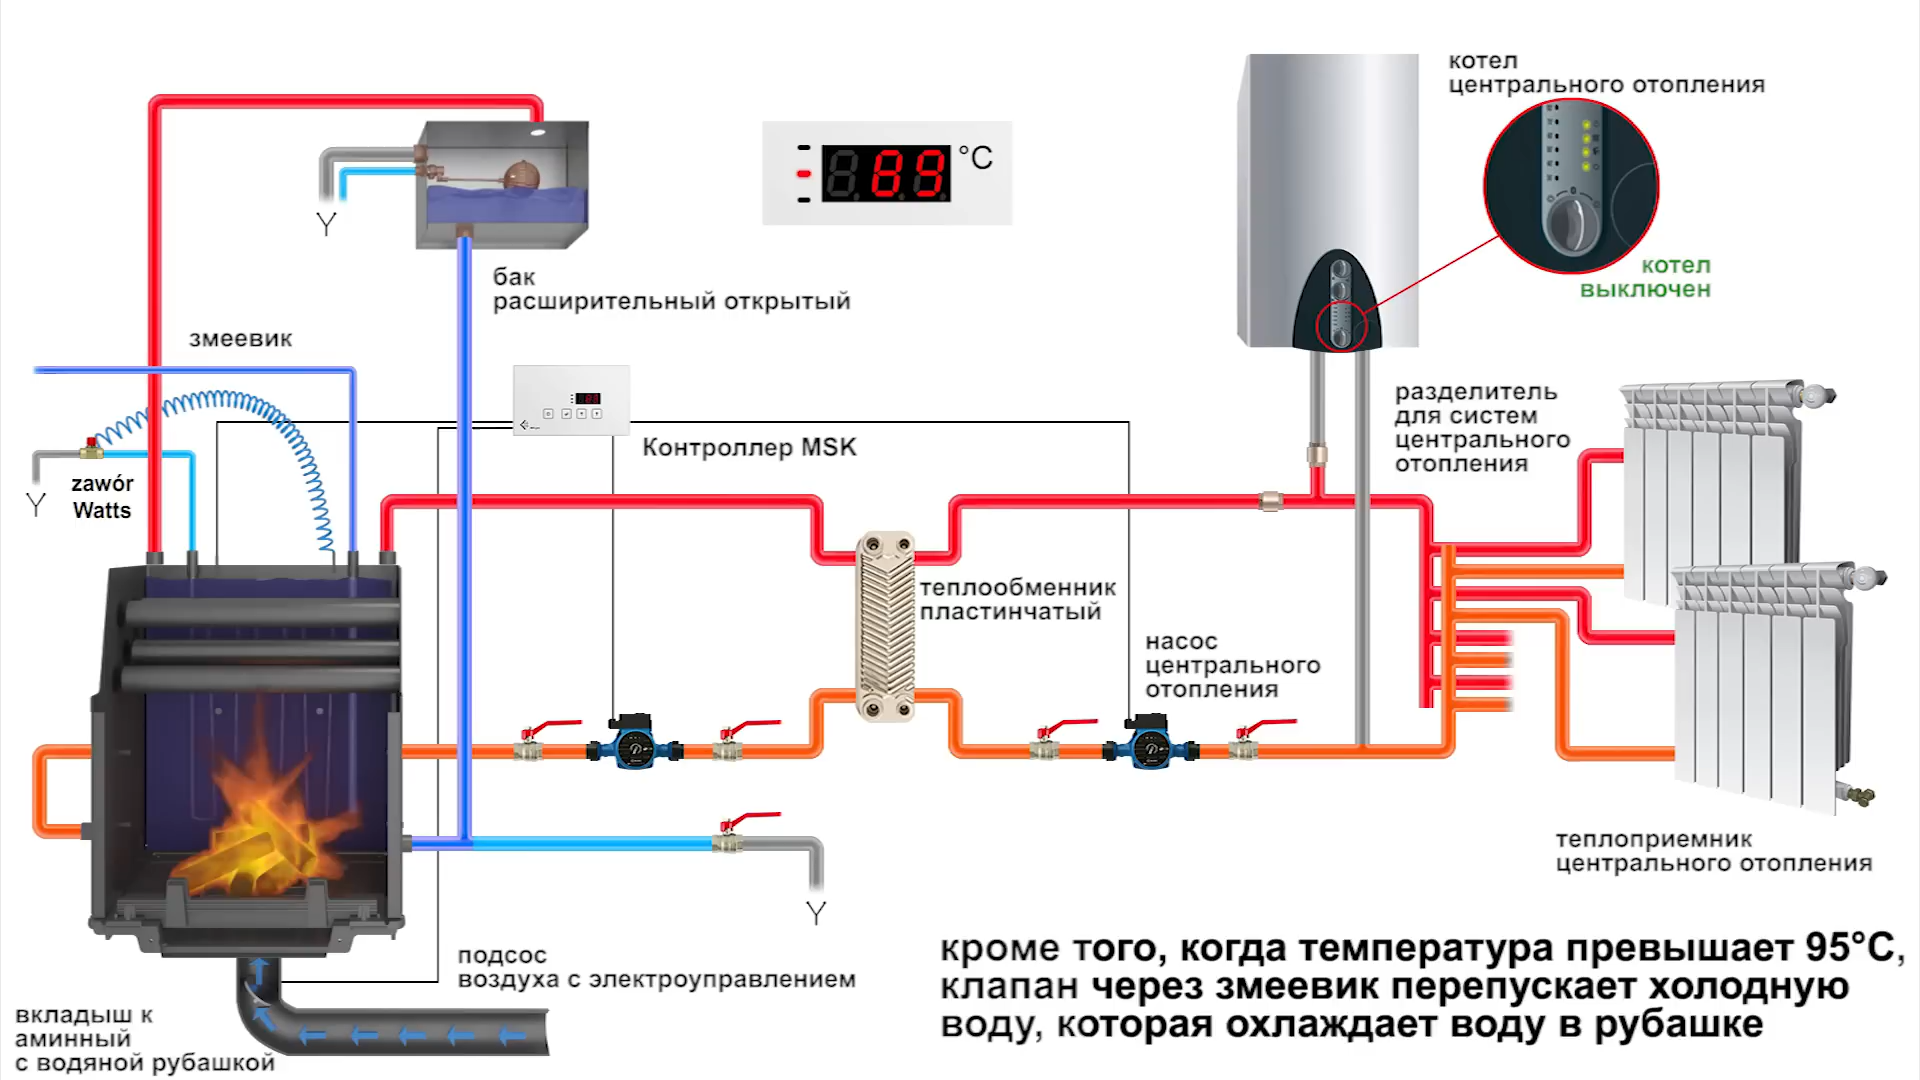 котел
центрального отопления
89 °C
котел
выключен
бак
расширительный открытый
змеевик
Контроллер MSK
zawór
Watts
разделитель
для систем
центрального
отопления
теплообменник
пластинчатый
насос
центрального
отопления
теплоприемник
центрального отопления
подсос
воздуха с электроуправлением
вкладыш к
аминный
с водяной рубашкой
кроме того, когда температура превышает 95°C,
клапан через змеевик перепускает холодную
воду, которая охлаждает воду в рубашке